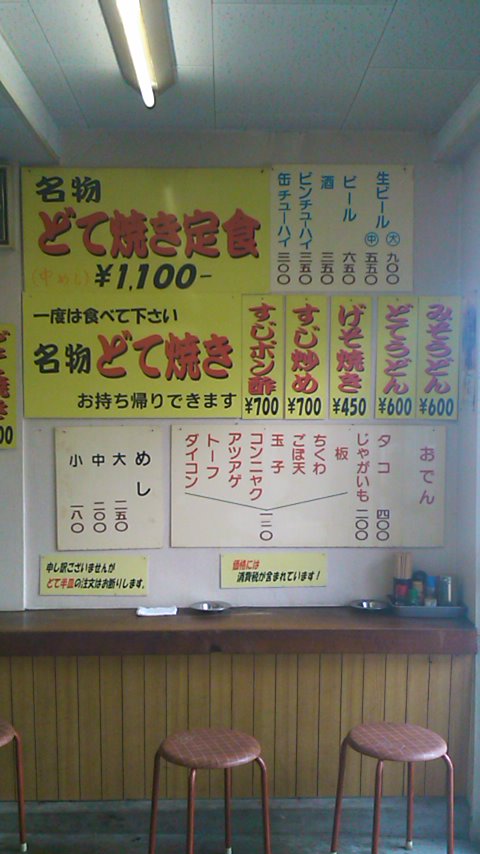 名物
どて焼き定食
(中めし) ¥1,100-
生ビール 大 九〇〇
中 五五〇
ビール 六五〇
酒 三五〇
ビンチューハイ 三五〇
缶チューハイ 三〇〇
一度は食べて下さい
名物どて焼き
お持ち帰りできます
すじポン酢 ¥700
すじ炒め ¥700
げそ焼き ¥450
どてうどん ¥600
みそうどん ¥600
めし
大 二五〇
中 二〇〇
小 一八〇
おでん
タコ 四〇〇
じゃがいも 二〇〇
板
ちくわ
ごぼ天
玉子
コンニャク
アツアゲ
トーフ
ダイコン
一二〇
申し訳ございませんが
どて半皿の注文はお断りします。
価格には
消費税が含まれています!